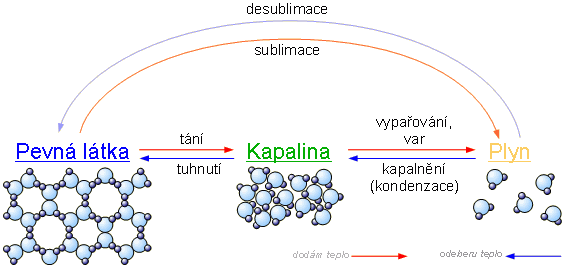 desublimace
sublimace
Pevná látka
tání
tuhnutí
Kapalina
vypařování,
var
kapalnění
(kondenzace)
Plyn
dodám teplo
odeberu teplo